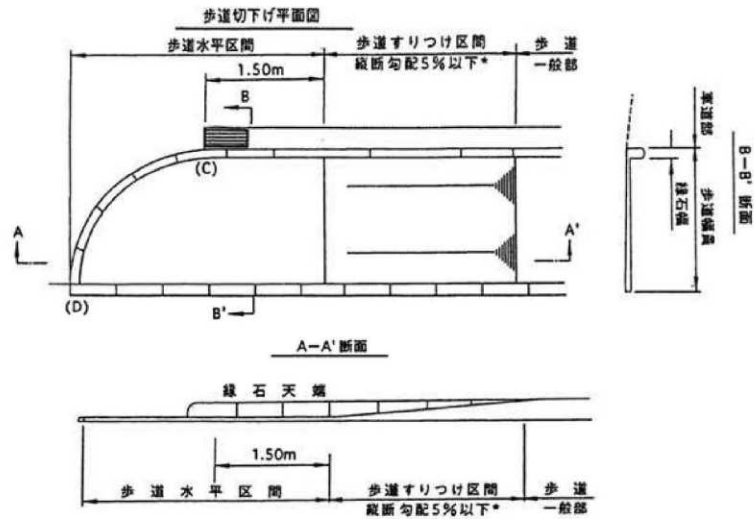 歩道切下げ平面図
歩道水平区間
歩道すりつけ区間
縦断勾配5%以下*
歩道
一般部
1.50m
B
(C)
A
A'
(D)
B'
車道部
縁石幅
歩道幅員
B-B'断面
A-A'断面
縁石天端
1.50m
歩道水平区間
歩道すりつけ区間
縦断勾配5%以下*
歩道
一般部